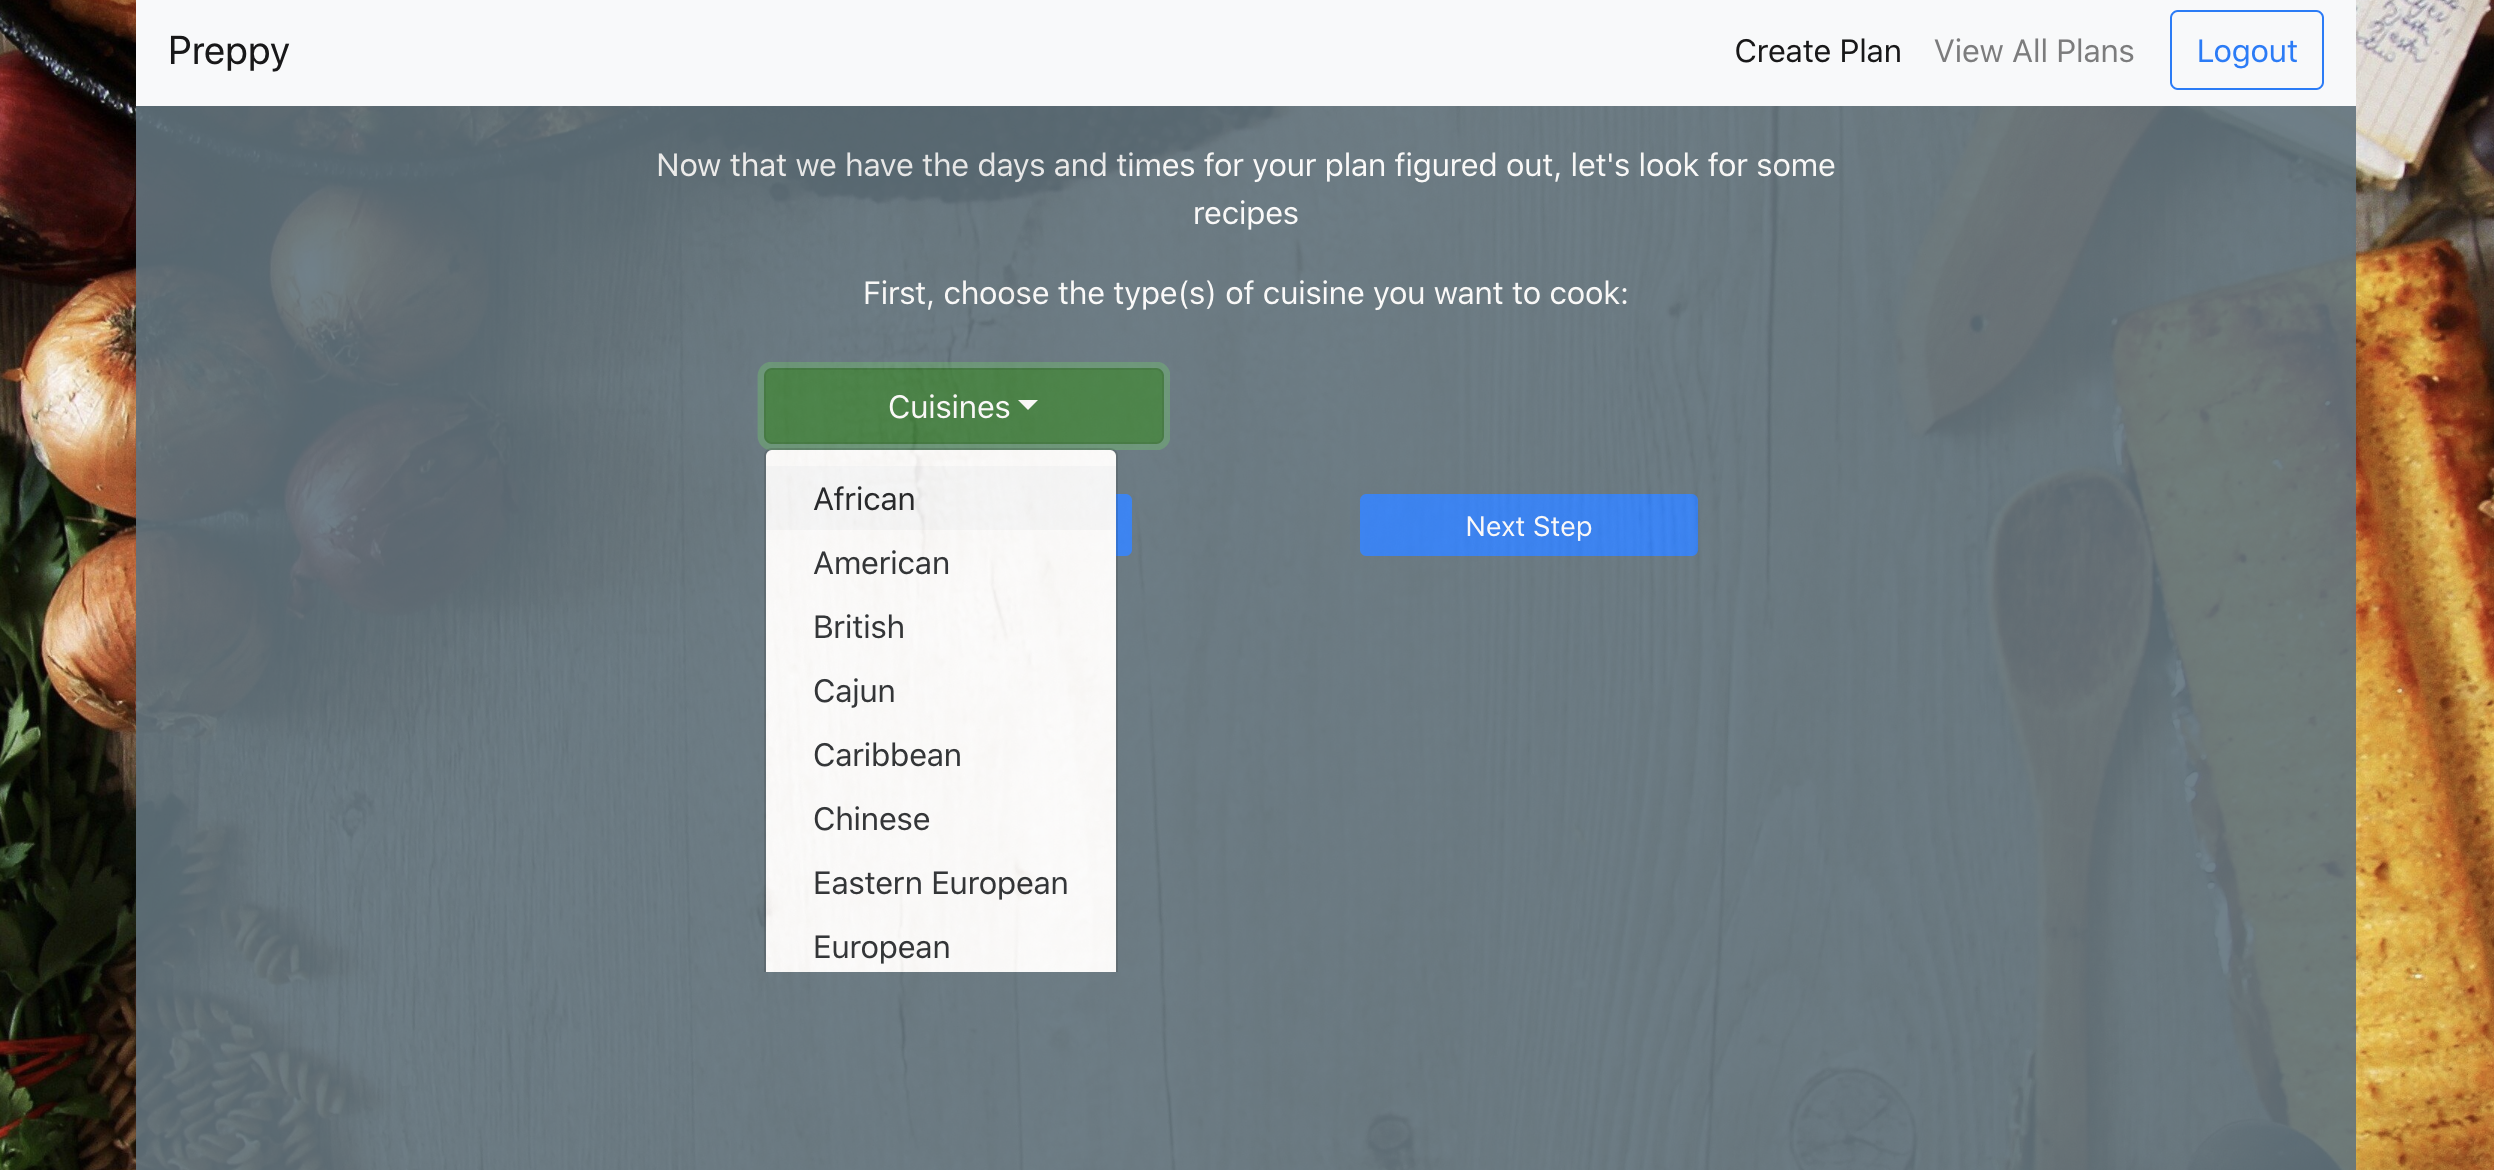 Preppy
Create Plan
View All Plans
Logout
Now that we have the days and times for your plan figured out, let's look for some
recipes
First, choose the type(s) of cuisine you want to cook:
Cuisines
African
American
British
Cajun
Caribbean
Chinese
Eastern European
European
Next Step